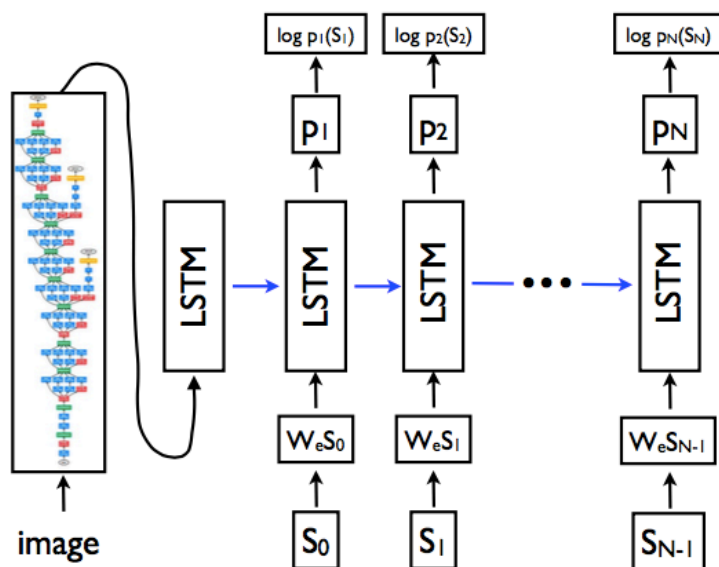 log p₁(S₁) log p₂(S₂) log pN(SN)
p₁ p₂ pN
LSTM LSTM LSTM LSTM
WeS₀ WeS₁ WeSN-1
image S₀ S₁ SN-1